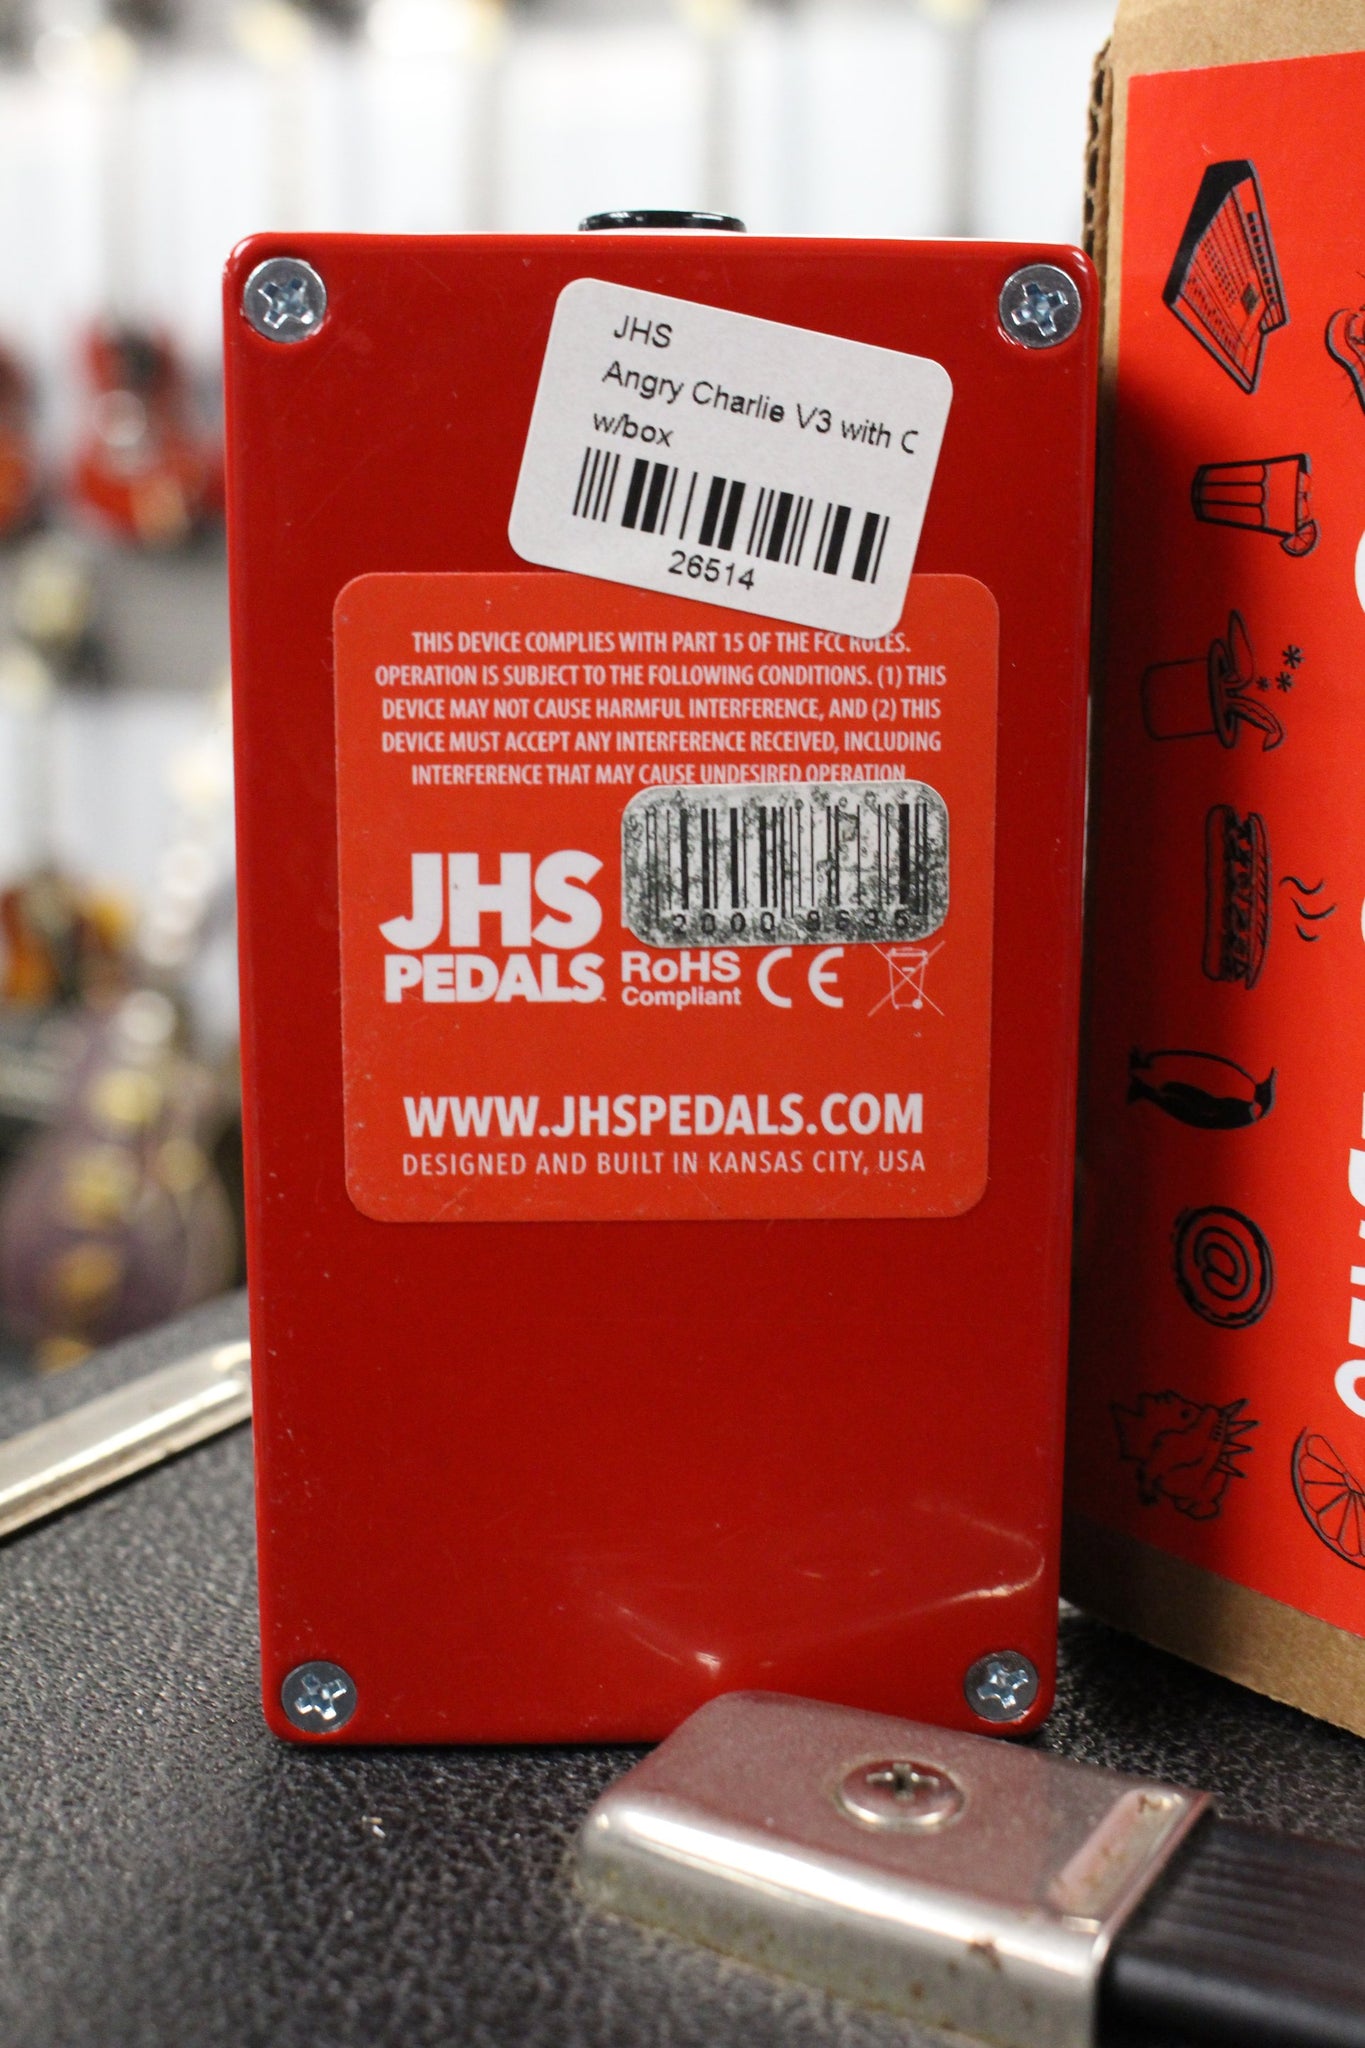 JHS
Angry Charlie V3 with C
w/box
26514
THIS DEVICE COMPLIES WITH PART 15 OF THE FCC RULES.
OPERATION IS SUBJECT TO THE FOLLOWING CONDITIONS. (1) THIS
DEVICE MAY NOT CAUSE HARMFUL INTERFERENCE, AND (2) THIS
DEVICE MUST ACCEPT ANY INTERFERENCE RECEIVED, INCLUDING
INTERFERENCE THAT MAY CAUSE UNDESIRED OPERATION
JHS
PEDALS
RoHS
Compliant
CE
WWW.JHSPEDALS.COM
DESIGNED AND BUILT IN KANSAS CITY, USA